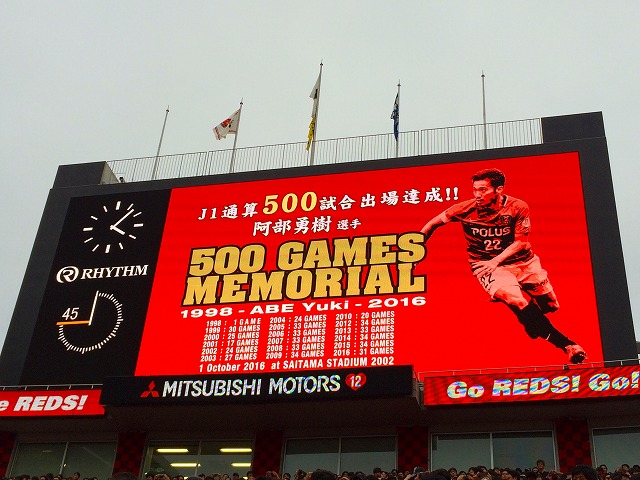 J1通算500試合出場達成!!
阿部勇樹 選手
500 GAMES
MEMORIAL
1998 - ABE Yuki - 2016
1998 : 1 GAME 2004 : 24 GAMES 2010 : 20 GAMES
1999 : 30 GAMES 2005 : 33 GAMES 2012 : 34 GAMES
2000 : 25 GAMES 2006 : 33 GAMES 2013 : 34 GAMES
2001 : 17 GAMES 2007 : 33 GAMES 2014 : 34 GAMES
2002 : 24 GAMES 2008 : 33 GAMES 2015 : 34 GAMES
2003 : 27 GAMES 2009 : 34 GAMES 2016 : 31 GAMES
1 October 2016 at SAITAMA STADIUM 2002
POLUS
22
22
RHYTHM
45
e REDS!
MITSUBISHI MOTORS 12
Go REDS! Go